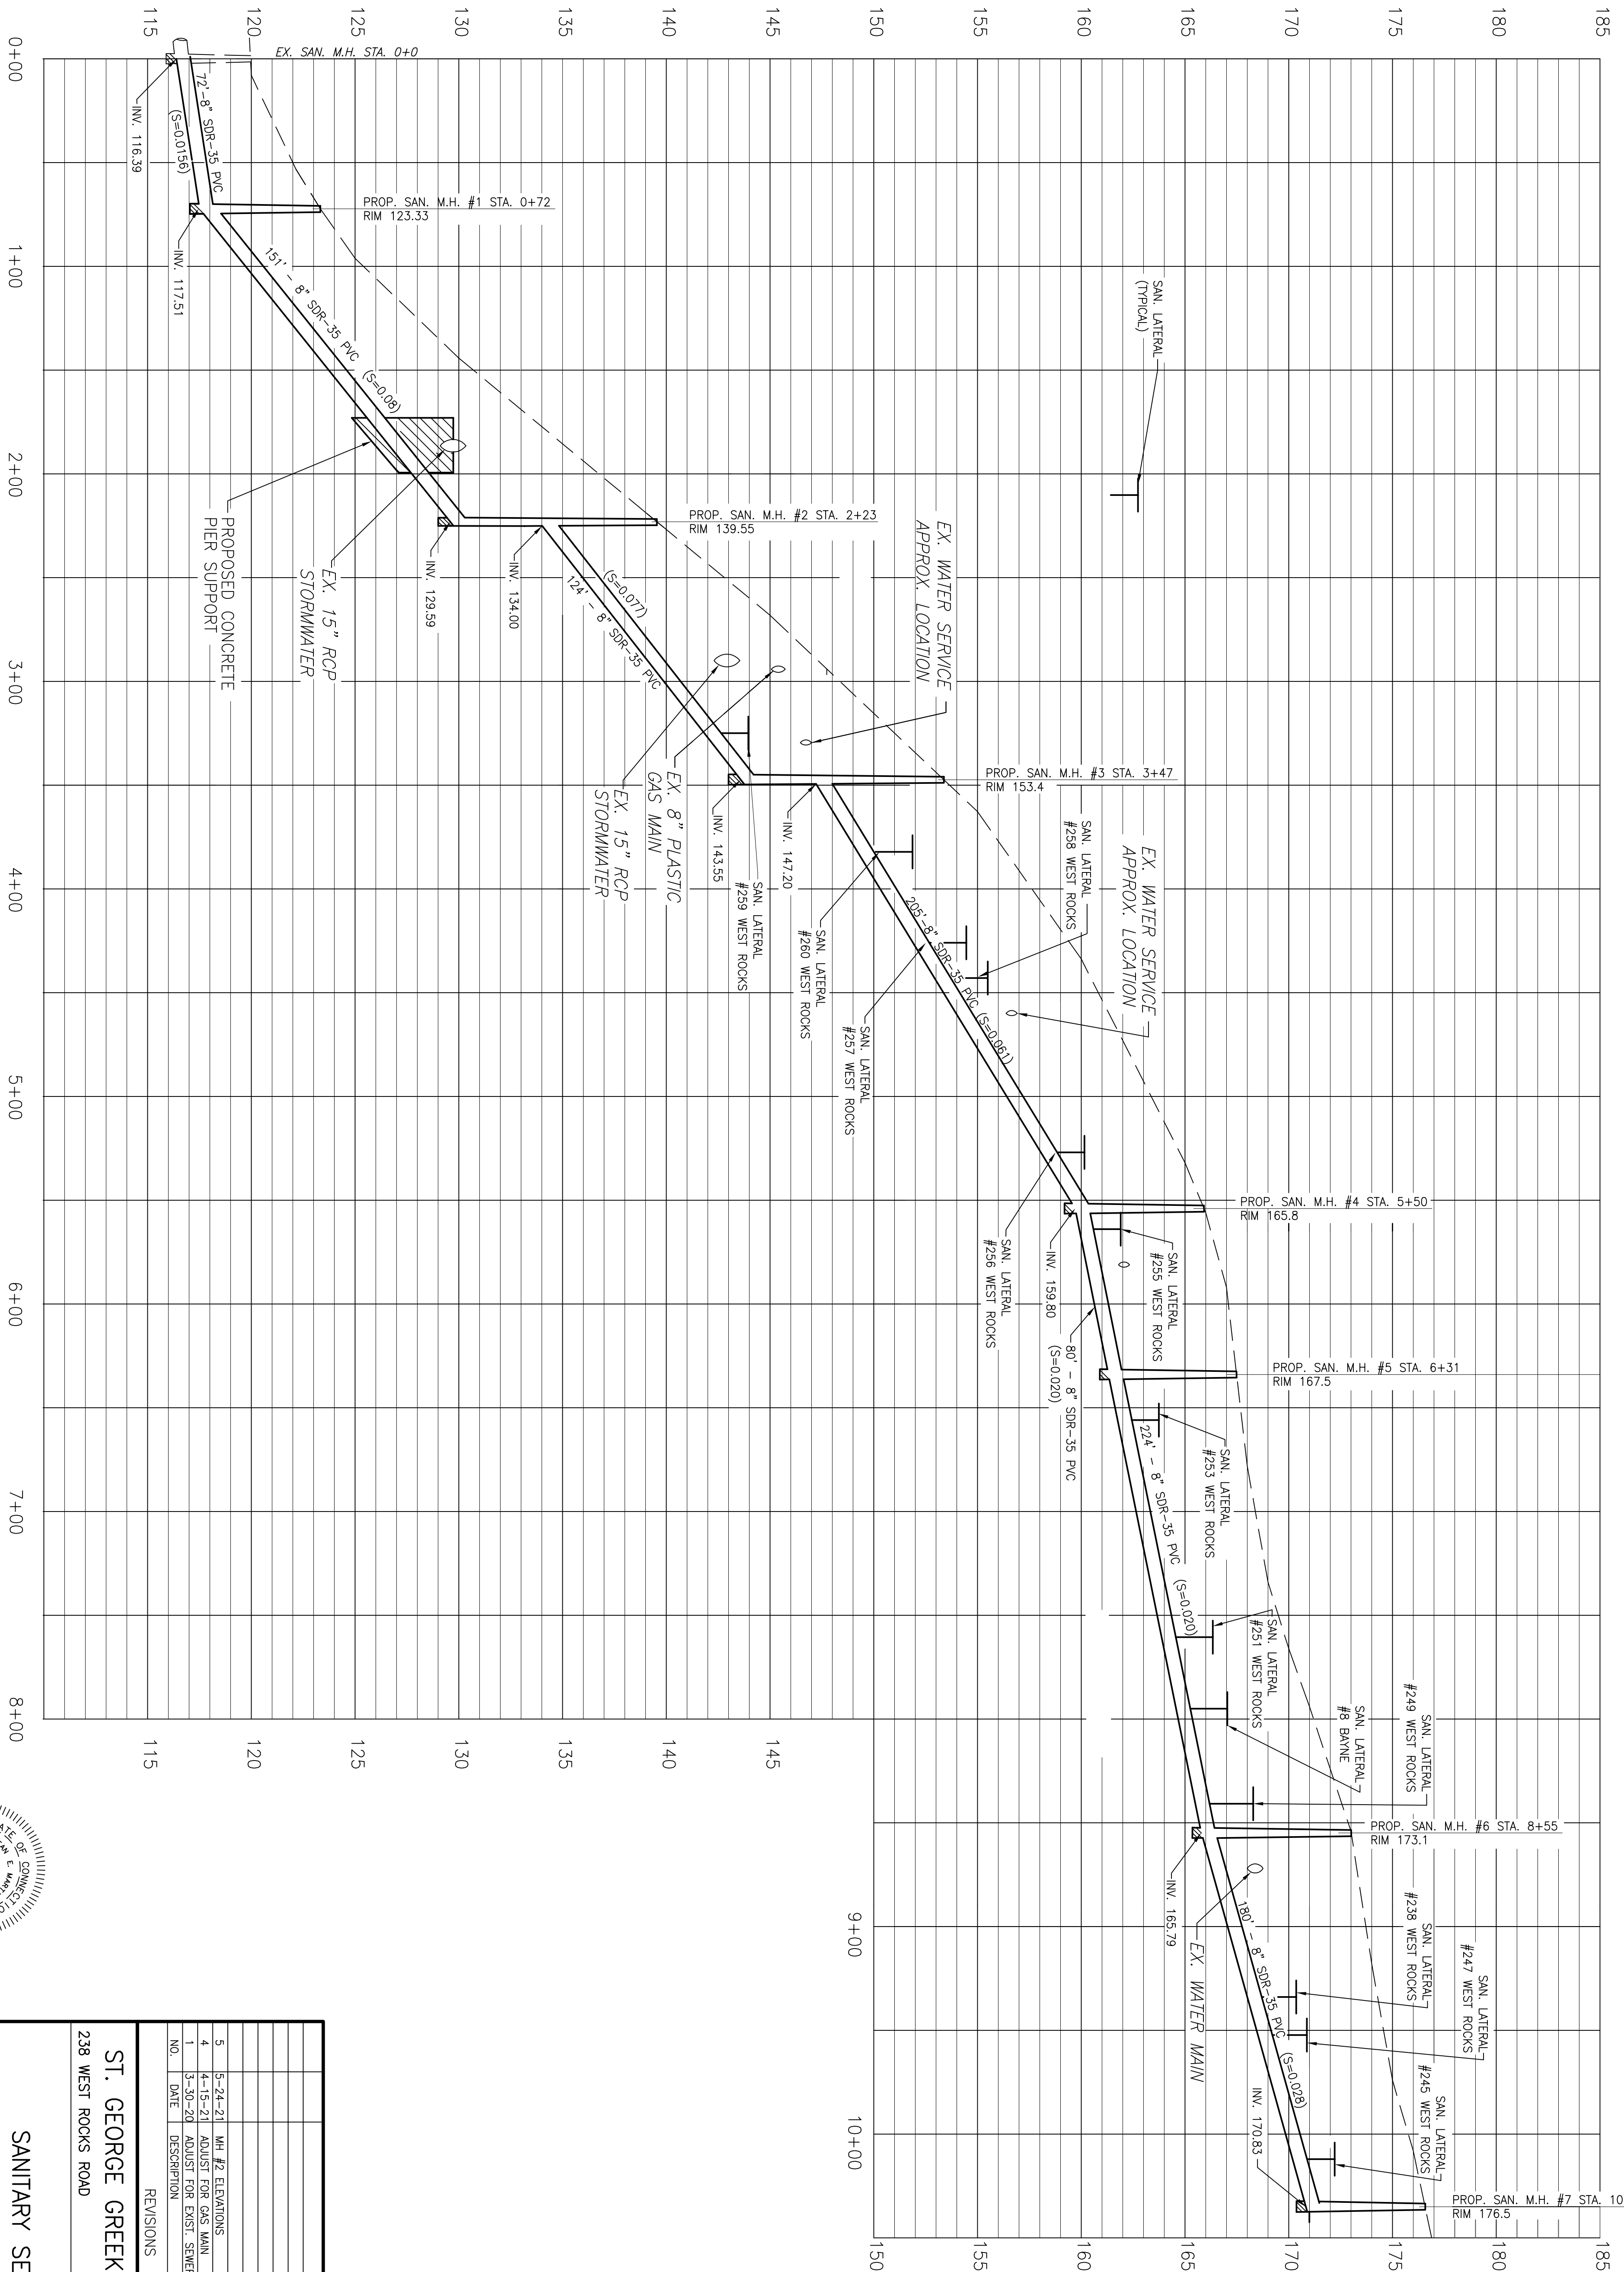 185
180
175
170
165
160
155
150
145
140
135
130
125
120
115
0+00
1+00
2+00
3+00
4+00
5+00
6+00
7+00
8+00
9+00
10+00
185
180
175
170
165
160
155
150
145
140
135
130
125
120
115
EX. SAN. M.H. STA. 0+0
72'-8" SDR-35 PVC
(S=0.0156)
INV. 116.39
PROP. SAN. M.H. #1 STA. 0+72
RIM 123.33
INV. 117.51
151' - 8" SDR-35 PVC (S=0.08)
SAN. LATERAL
(TYPICAL)
PROPOSED CONCRETE
PIER SUPPORT
EX. 15" RCP
STORMWATER
PROP. SAN. M.H. #2 STA. 2+23
RIM 139.55
INV. 129.59
INV. 134.00
(S=0.077)
124' - 8" SDR-35 PVC
EX. WATER SERVICE
APPROX. LOCATION
EX. 8" PLASTIC
GAS MAIN
EX. 15" RCP
STORMWATER
PROP. SAN. M.H. #3 STA. 3+47
RIM 153.4
INV. 143.55
INV. 147.20
SAN. LATERAL
#259 WEST ROCKS
SAN. LATERAL
#260 WEST ROCKS
SAN. LATERAL
#257 WEST ROCKS
SAN. LATERAL
#258 WEST ROCKS
EX. WATER SERVICE
APPROX. LOCATION
205'-8" SDR-35 PVC (S=0.061)
PROP. SAN. M.H. #4 STA. 5+50
RIM 165.8
INV. 159.80
SAN. LATERAL
#256 WEST ROCKS
SAN. LATERAL
#255 WEST ROCKS
80' - 8" SDR-35 PVC
(S=0.020)
PROP. SAN. M.H. #5 STA. 6+31
RIM 167.5
SAN. LATERAL
#253 WEST ROCKS
224' - 8" SDR-35 PVC (S=0.020)
SAN. LATERAL
#251 WEST ROCKS
SAN. LATERAL
#8 BAYNE
SAN. LATERAL
#249 WEST ROCKS
PROP. SAN. M.H. #6 STA. 8+55
RIM 173.1
INV. 165.79
EX. WATER MAIN
180' - 8" SDR-35 PVC (S=0.028)
SAN. LATERAL
#238 WEST ROCKS
SAN. LATERAL
#247 WEST ROCKS
SAN. LATERAL
#245 WEST ROCKS
INV. 170.83
PROP. SAN. M.H. #7 STA. 10
RIM 176.5
5 5-24-21 MH #2 ELEVATIONS
4 4-15-21 ADJUST FOR GAS MAIN
1 3-30-20 ADJUST FOR EXIST. SEWER
NO. DATE DESCRIPTION
REVISIONS
ST. GEORGE GREEK
238 WEST ROCKS ROAD
SANITARY SE